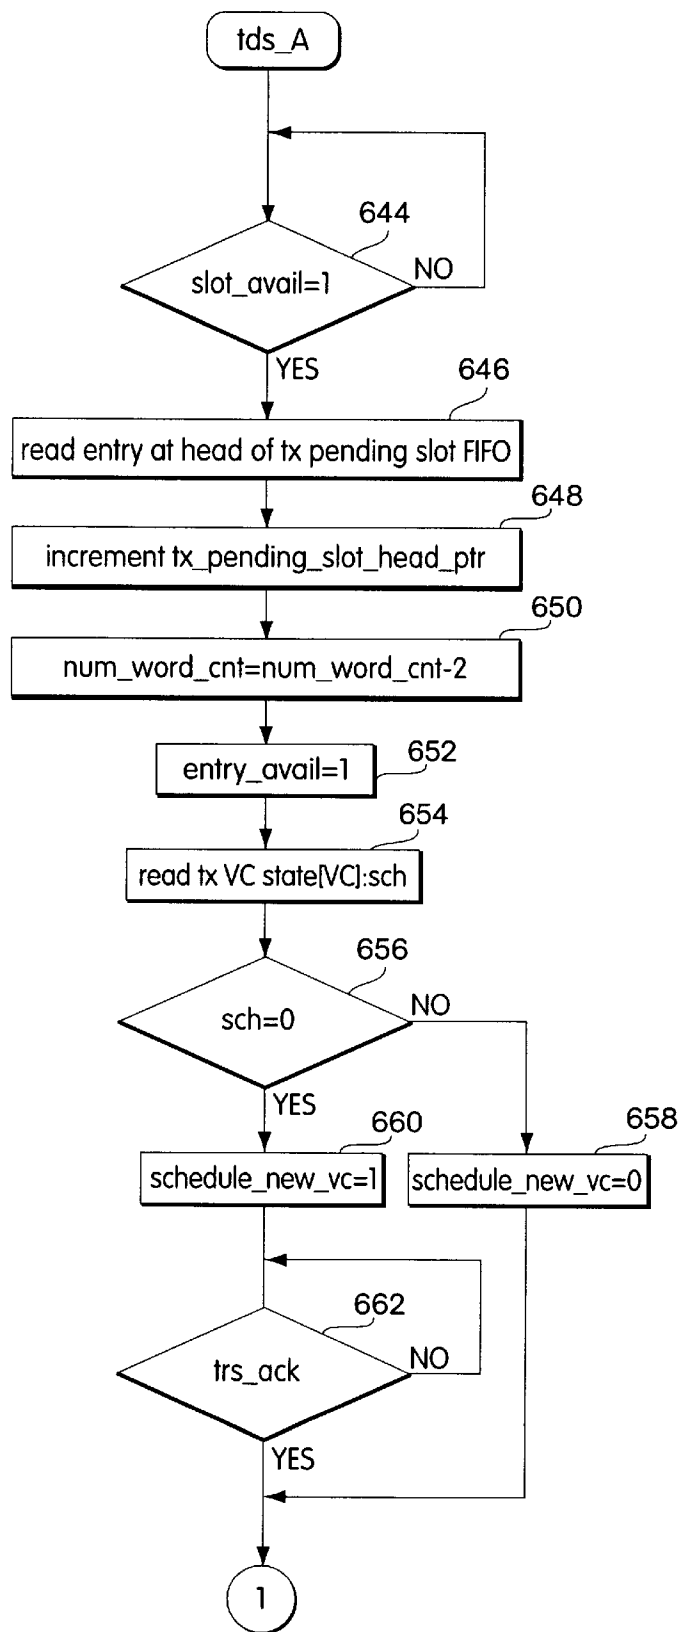 tds_A
644
slot_avail=1
NO
YES
646
read entry at head of tx pending slot FIFO
648
increment tx_pending_slot_head_ptr
650
num_word_cnt=num_word_cnt-2
652
entry_avail=1
654
read tx VC state[VC]:sch
656
sch=0
NO
YES
660
658
schedule_new_vc=1
schedule_new_vc=0
662
trs_ack
NO
YES
1